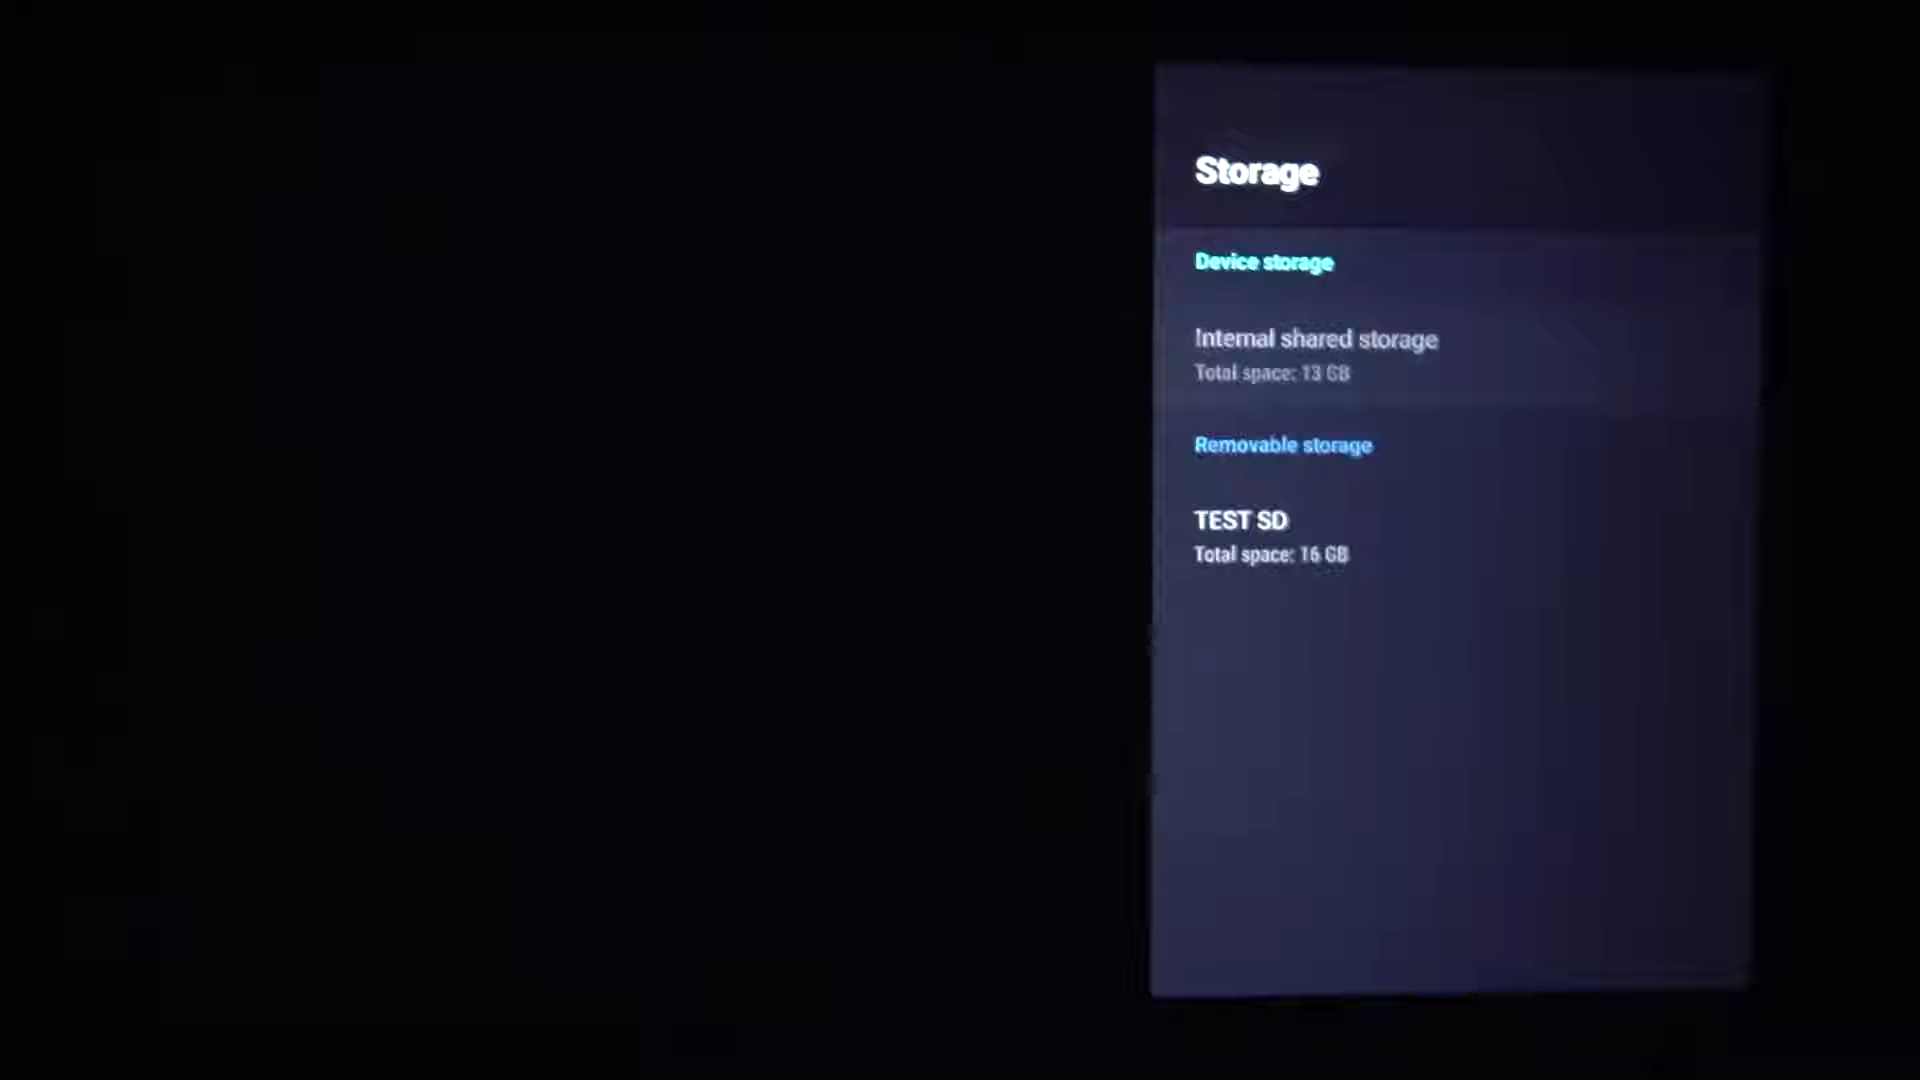 Storage
Device storage
Internal shared storage
Total space: 13 GB
Removable storage
TEST SD
Total space: 16 GB